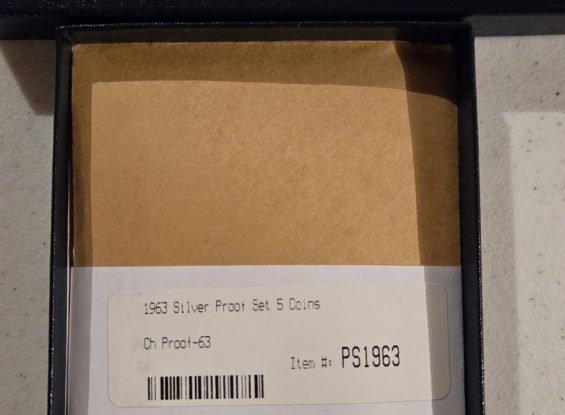 1963 Silver Proof Set 5 Coins
Ch Proof-63
Item #: PS1963